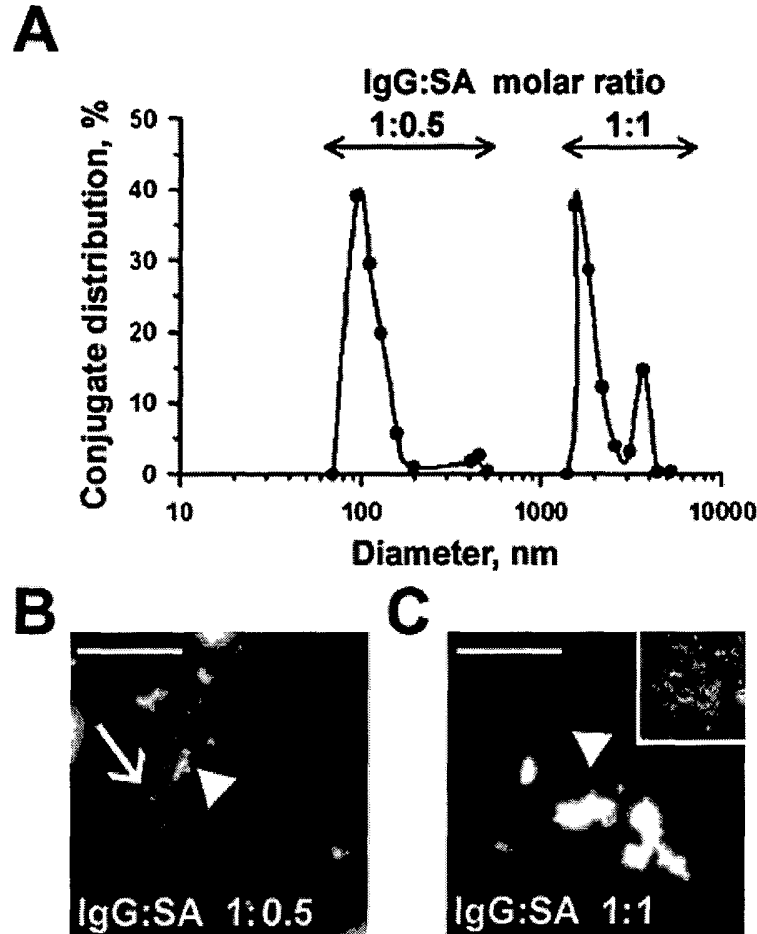 A
IgG:SA molar ratio
1:0.5 1:1
Conjugate distribution, %
50
40
30
20
10
0
10 100 1000 10000
Diameter, nm
B C
IgG:SA 1:0.5 IgG:SA 1:1